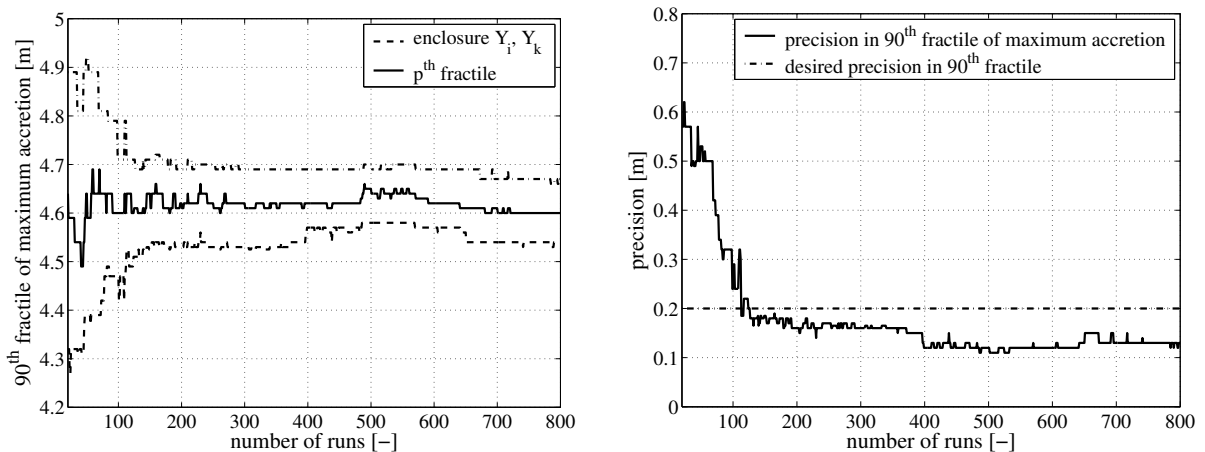 5
4.9
4.8
4.7
4.6
4.5
4.4
4.3
4.2
90th fractile of maximum accretion [m]
enclosure Yi, Yk
pth fractile
100 200 300 400 500 600 700 800
number of runs [−]
0.8
0.7
0.6
0.5
0.4
0.3
0.2
0.1
0
precision [m]
precision in 90th fractile of maximum accretion
desired precision in 90th fractile
100 200 300 400 500 600 700 800
number of runs [−]